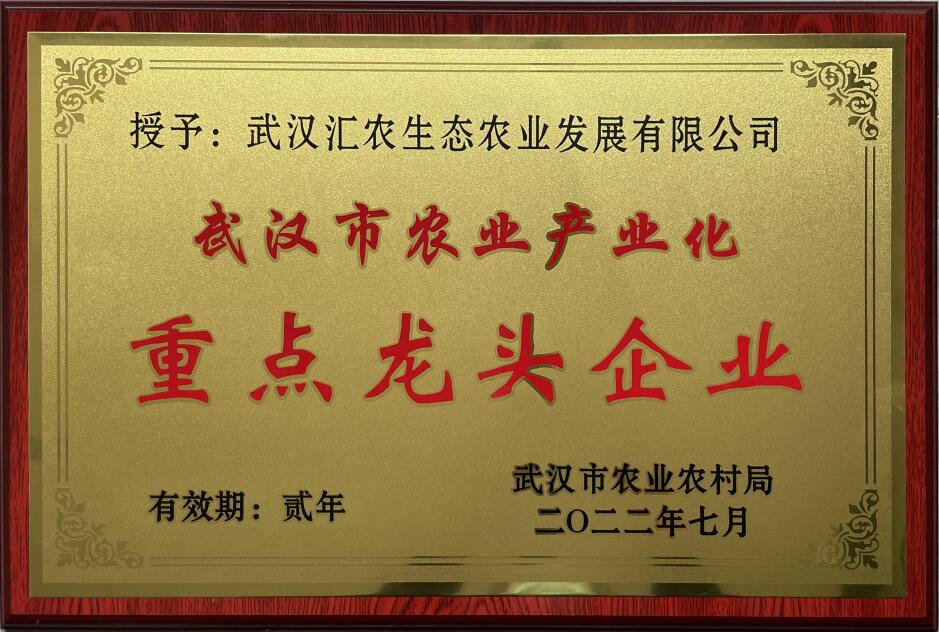 授予：武汉汇农生态农业发展有限公司
武汉市农业产业化
重点龙头企业
有效期：贰年
武汉市农业农村局
二〇二二年七月